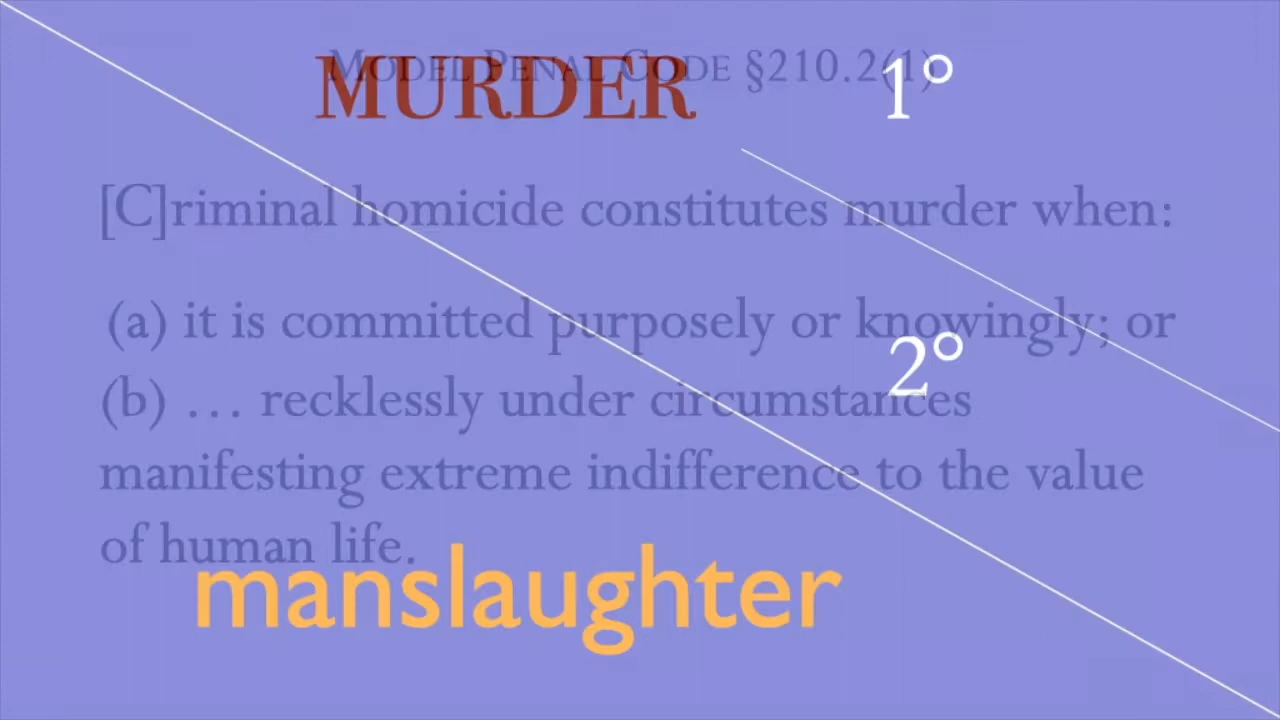 MODEL PENAL CODE §210.2(1)
MURDER 1°
[C]riminal homicide constitutes murder when:
(a) it is committed purposely or knowingly; or
2°
(b) … recklessly under circumstances
manifesting extreme indifference to the value
of human life.
manslaughter